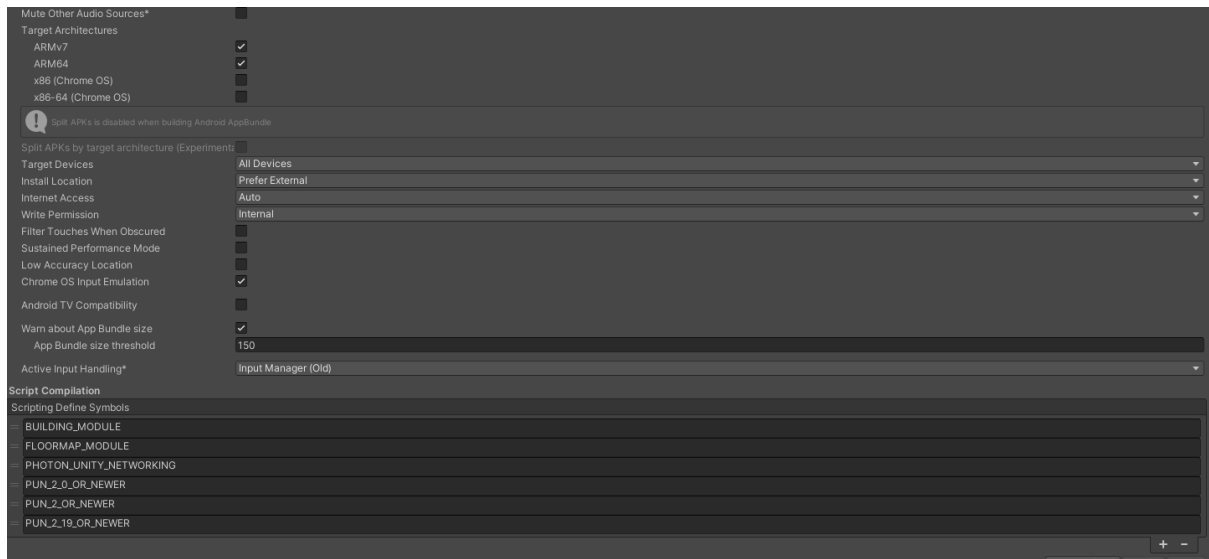 Mute Other Audio Sources*
Target Architectures
ARMv7
ARM64
x86 (Chrome OS)
x86-64 (Chrome OS)
Split APKs is disabled when building Android AppBundle
Split APKs by target architecture (Experimenta
Target Devices All Devices
Install Location Prefer External
Internet Access Auto
Write Permission Internal
Filter Touches When Obscured
Sustained Performance Mode
Low Accuracy Location
Chrome OS Input Emulation
Android TV Compatibility
Warn about App Bundle size
App Bundle size threshold 150
Active Input Handling* Input Manager (Old)
Script Compilation
Scripting Define Symbols
BUILDING_MODULE
FLOORMAP_MODULE
PHOTON_UNITY_NETWORKING
PUN_2_0_OR_NEWER
PUN_2_OR_NEWER
PUN_2_19_OR_NEWER
+ −